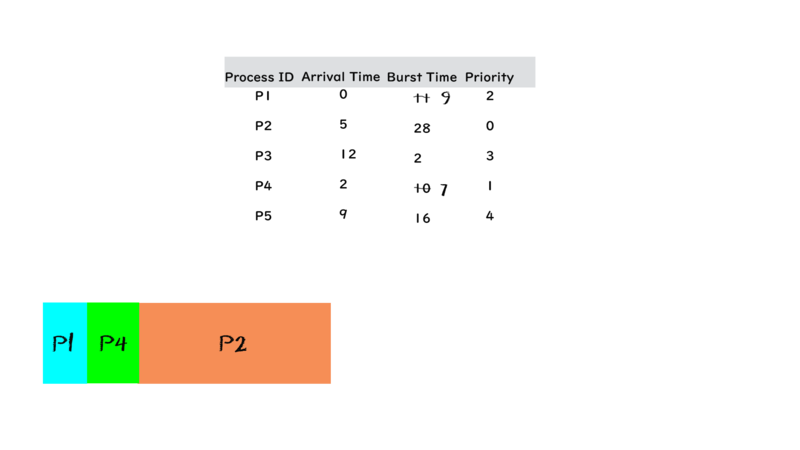 Process ID Arrival Time Burst Time Priority
P1 0 11 9 2
P2 5 28 0
P3 12 2 3
P4 2 10 7 1
P5 9 16 4
P1 P4 P2